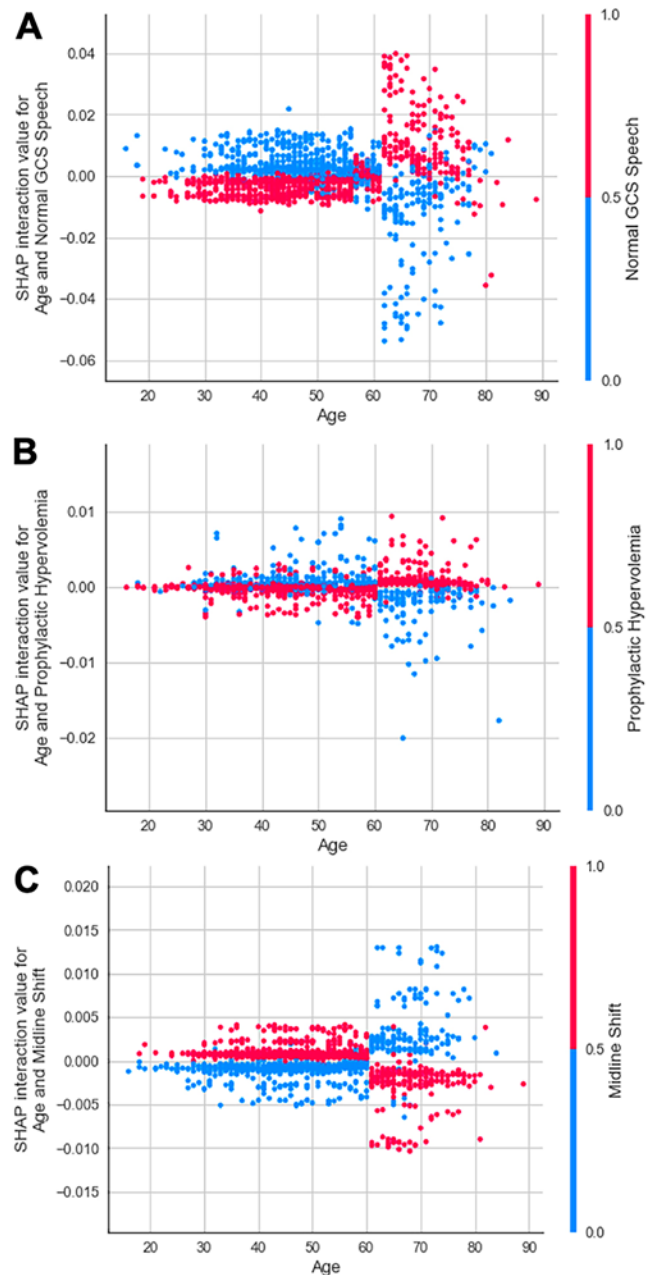 A
0.04
0.02
0.00
−0.02
−0.04
−0.06
SHAP interaction value for
Age and Normal GCS Speech
20 30 40 50 60 70 80 90
Age
1.0
0.5
0.0
Normal GCS Speech
B
0.01
0.00
−0.01
−0.02
SHAP interaction value for
Age and Prophylactic Hypervolemia
20 30 40 50 60 70 80 90
Age
1.0
0.5
0.0
Prophylactic Hypervolemia
C
0.020
0.015
0.010
0.005
0.000
−0.005
−0.010
−0.015
SHAP interaction value for
Age and Midline Shift
20 30 40 50 60 70 80 90
Age
1.0
0.5
0.0
Midline Shift